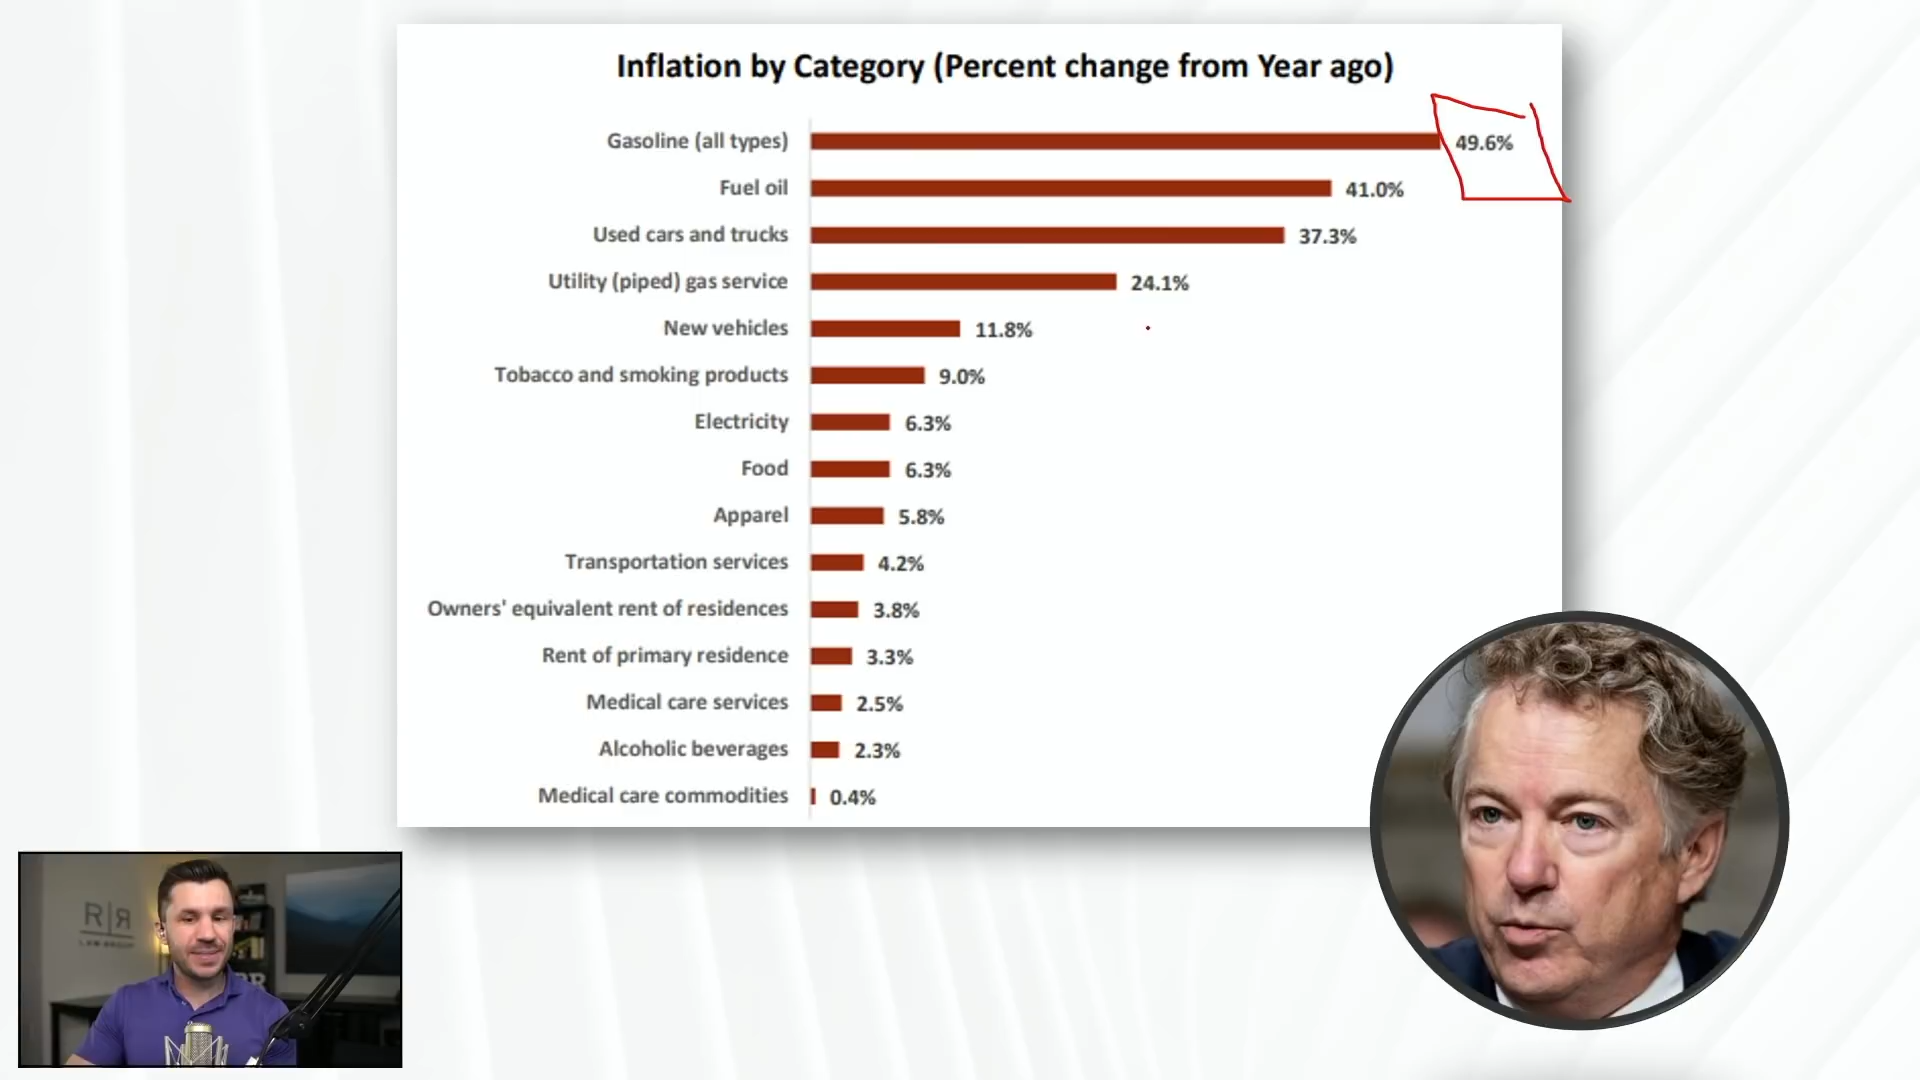 Inflation by Category (Percent change from Year ago)
Gasoline (all types) 49.6%
Fuel oil 41.0%
Used cars and trucks 37.3%
Utility (piped) gas service 24.1%
New vehicles 11.8%
Tobacco and smoking products 9.0%
Electricity 6.3%
Food 6.3%
Apparel 5.8%
Transportation services 4.2%
Owners' equivalent rent of residences 3.8%
Rent of primary residence 3.3%
Medical care services 2.5%
Alcoholic beverages 2.3%
Medical care commodities 0.4%
R|Я
LAW GROUP